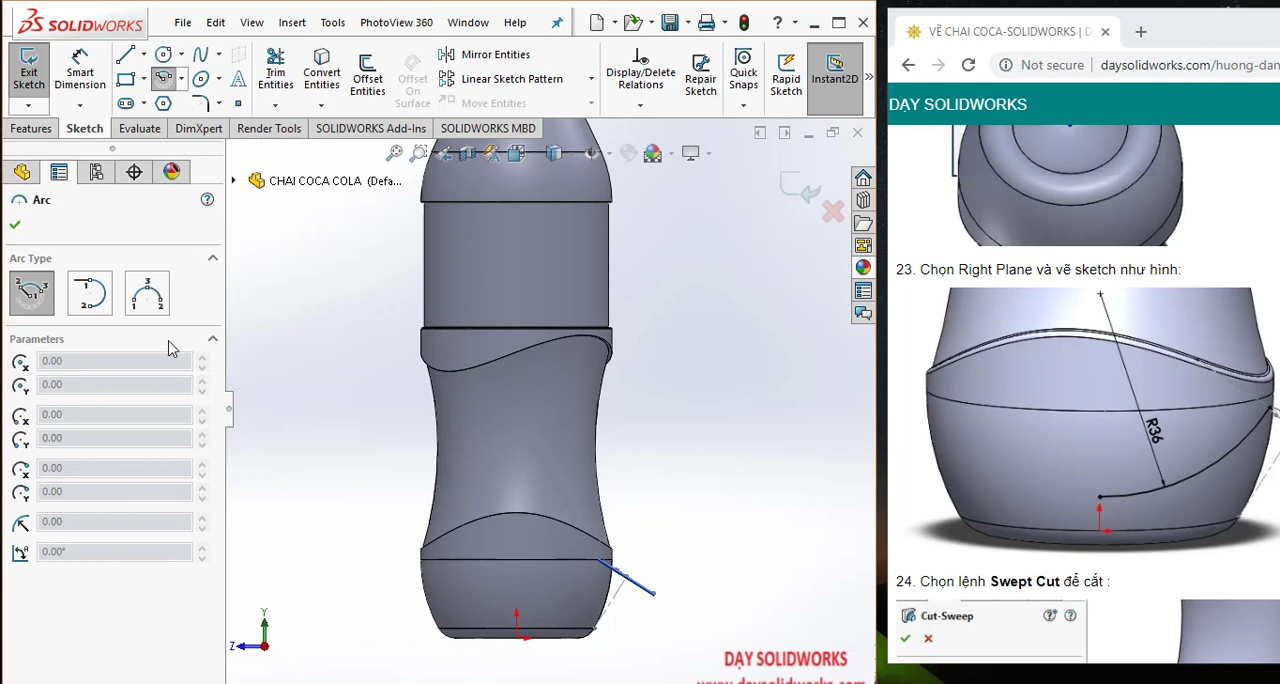 SOLIDWORKS
File Edit View Insert Tools PhotoView 360 Window Help
Exit Sketch
Smart Dimension
Trim Entities
Convert Entities
Offset Entities
Offset On Surface
Mirror Entities
Linear Sketch Pattern
Move Entities
Display/Delete Relations
Repair Sketch
Quick Snaps
Rapid Sketch
Instant2D
Features Sketch Evaluate DimXpert Render Tools SOLIDWORKS Add-Ins SOLIDWORKS MBD
Arc
Arc Type
Parameters
0.00
0.00
0.00
0.00
0.00
0.00
0.00
0.00°
CHAI COCA COLA (Defa...
Y
Z
DẠY SOLIDWORKS
www.daysolidworks.com
VẼ CHAI COCA-SOLIDWORKS | D
Not secure daysolidworks.com/huong-dan
DAY SOLIDWORKS
23. Chọn Right Plane và vẽ sketch như hình:
R36
24. Chọn lệnh Swept Cut để cắt :
Cut-Sweep